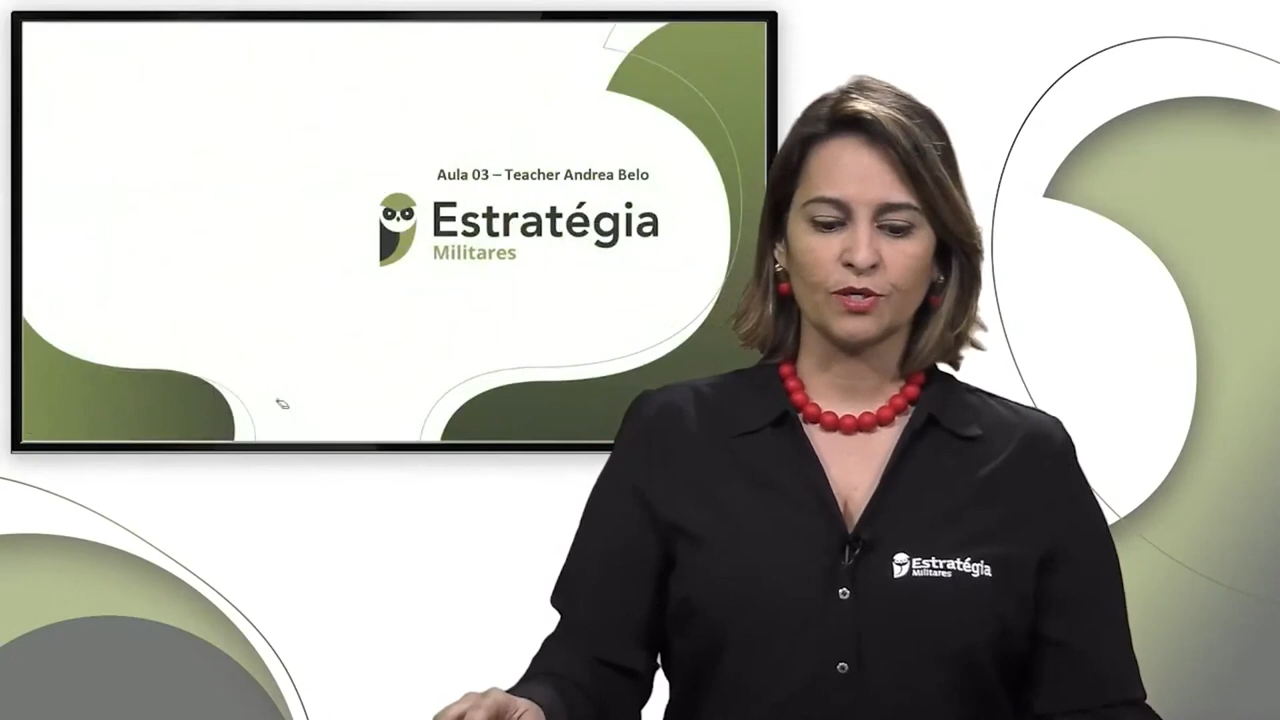 Aula 03 – Teacher Andrea Belo
Estratégia
Militares
Estratégia
Militares